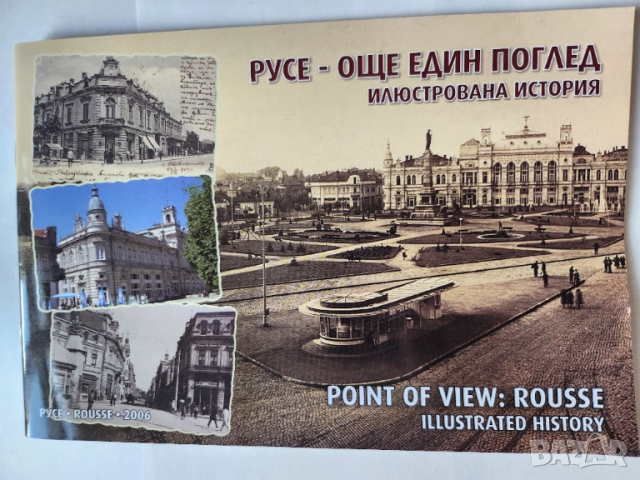 РУСЕ - ОЩЕ ЕДИН ПОГЛЕД
ИЛЮСТРОВАНА ИСТОРИЯ
POINT OF VIEW: ROUSSE
ILLUSTRATED HISTORY
РУСЕ • ROUSSE • 2006
BAZAR